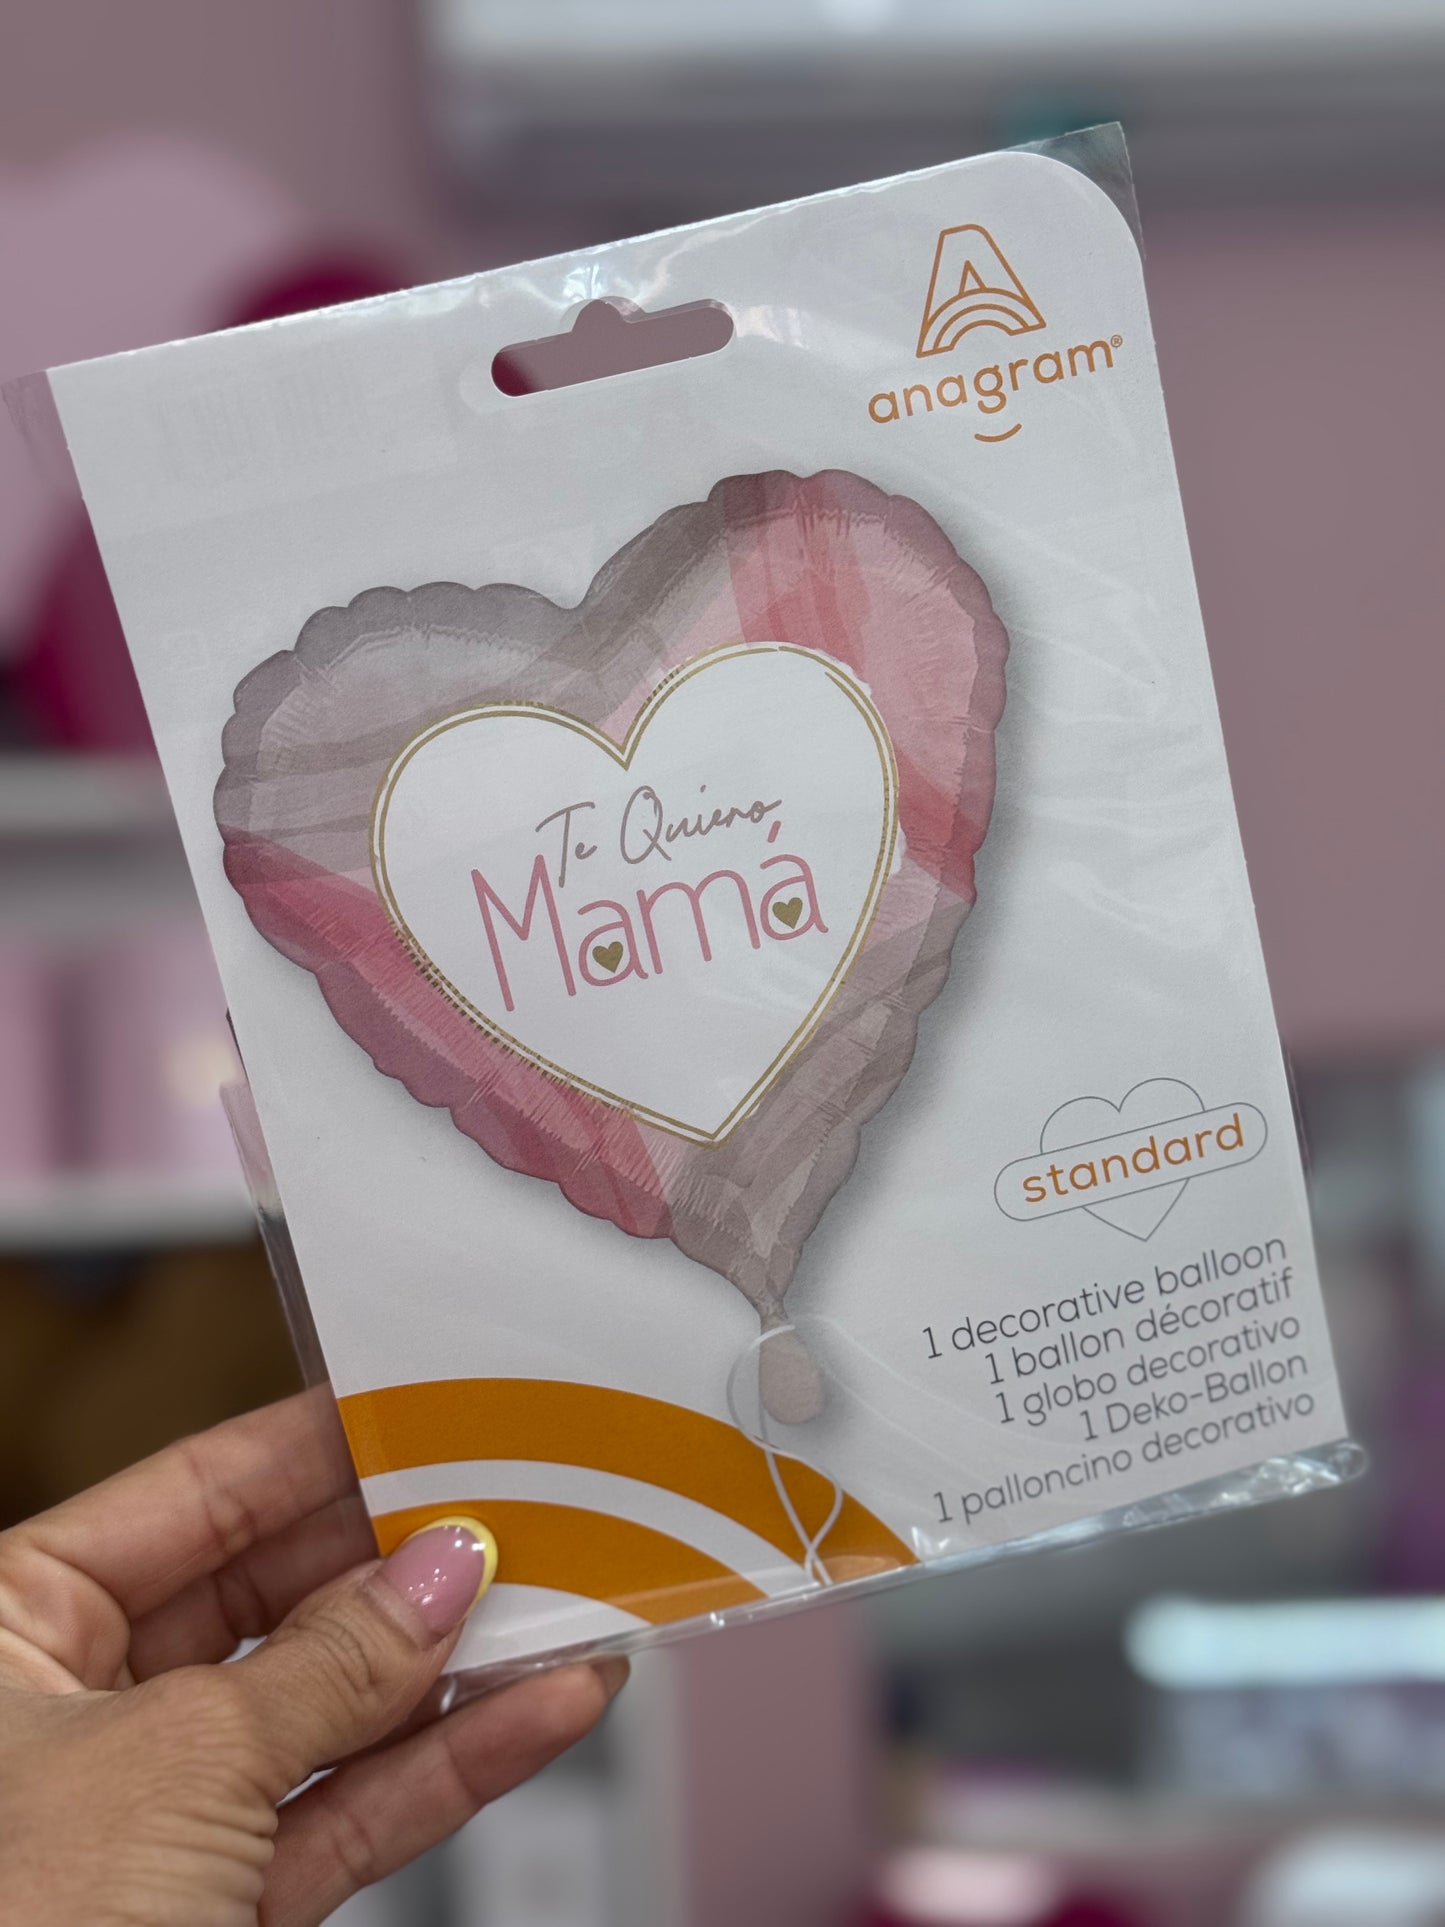 anagram®
Te Quiero
Mamá
standard
1 decorative balloon
1 ballon décoratif
1 globo decorativo
1 Deko-Ballon
1 palloncino decorativo